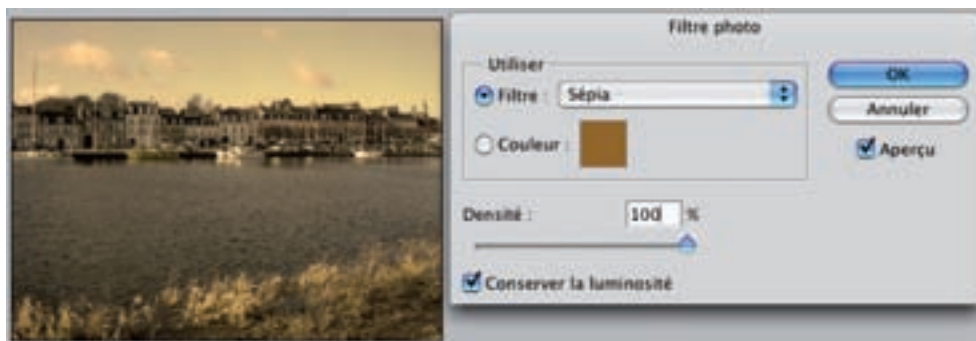 Filtre photo
Utiliser
Filtre : Sépia
Couleur :
OK
Annuler
Aperçu
Densité : 100 %
Conserver la luminosité